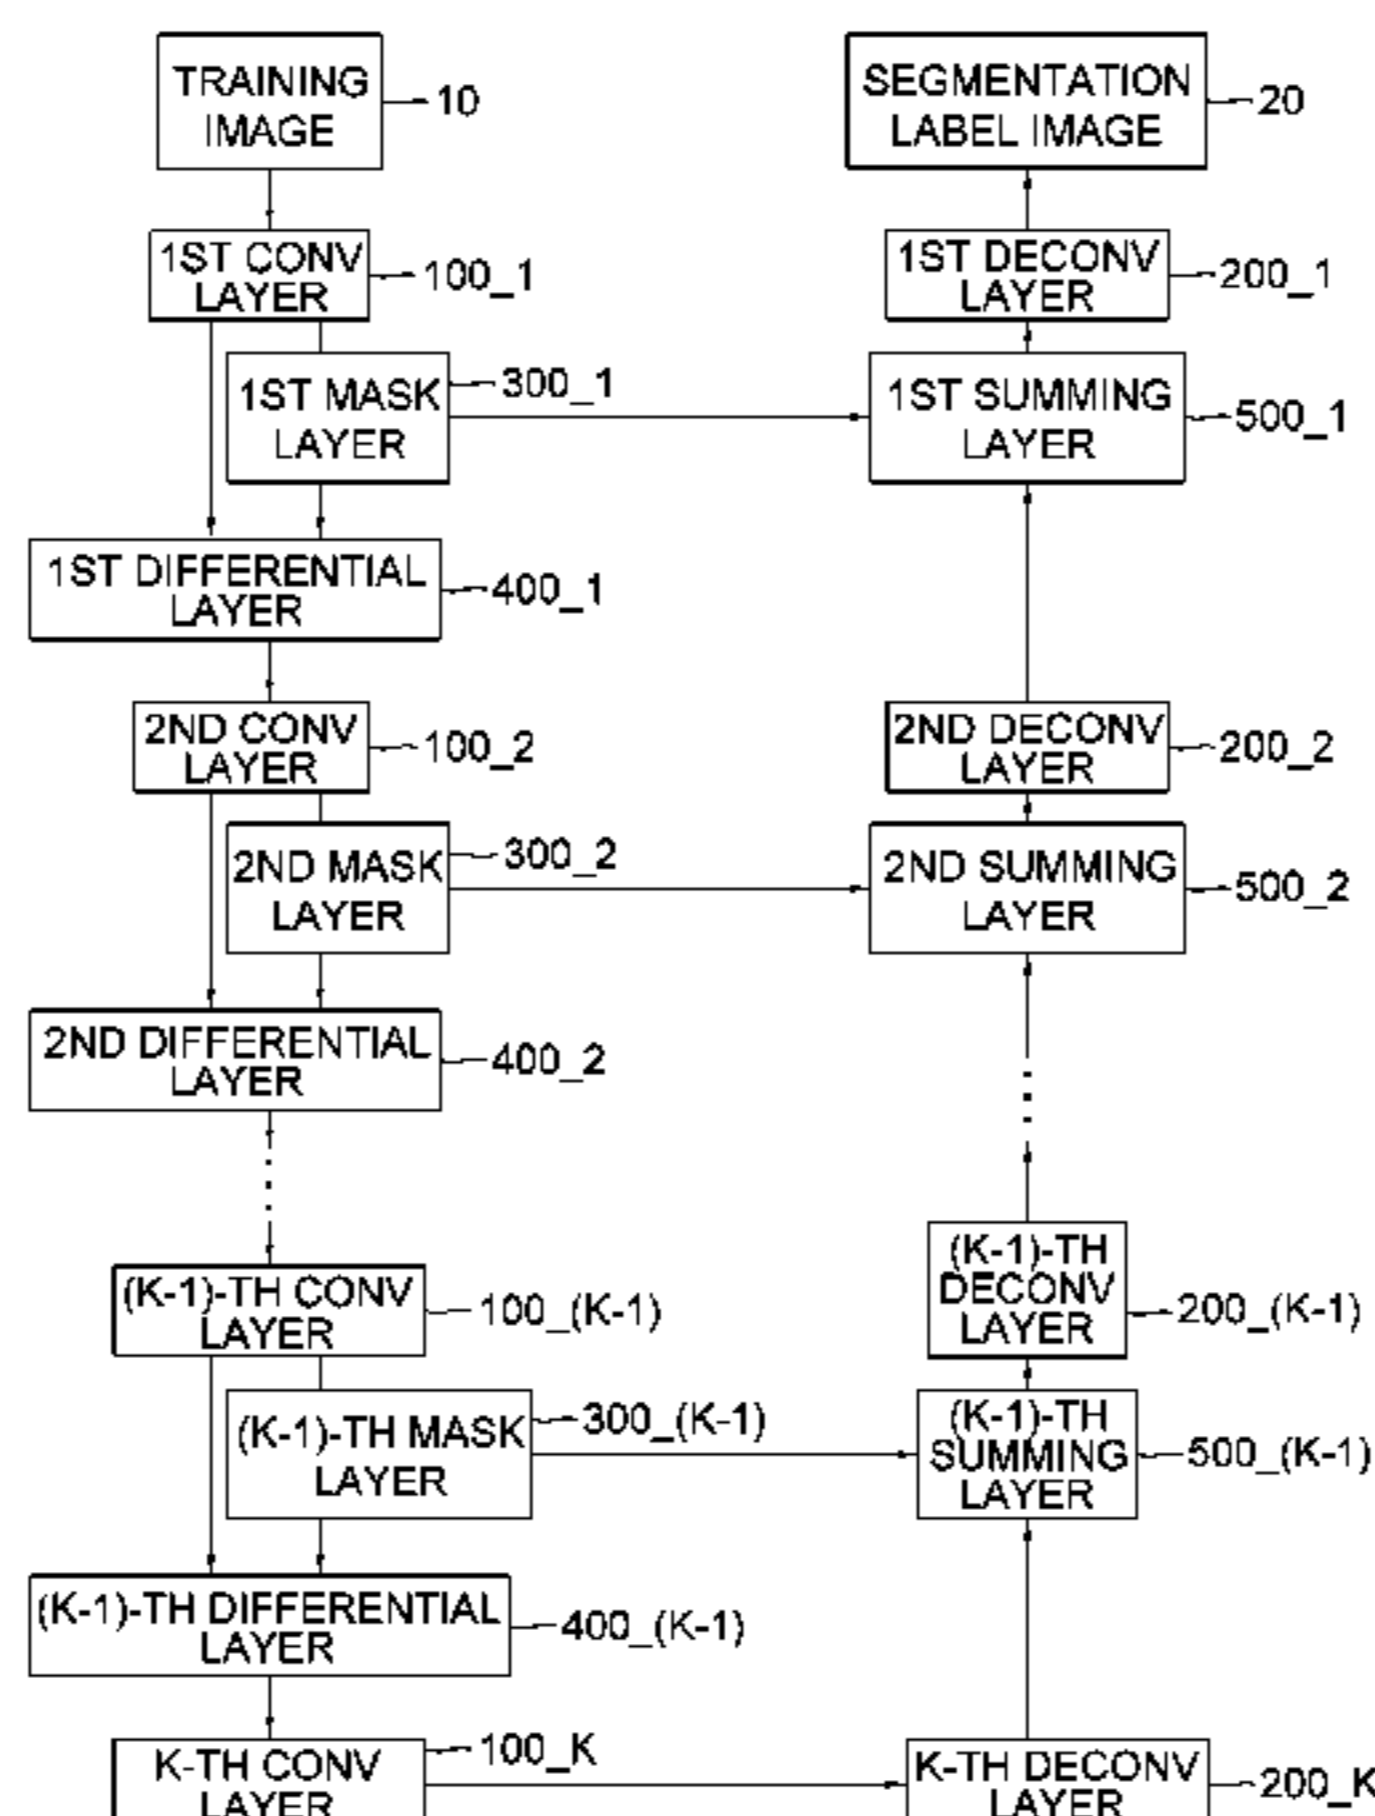 TRAINING
IMAGE
10
SEGMENTATION
LABEL IMAGE
20
1ST CONV
LAYER
100_1
1ST DECONV
LAYER
200_1
1ST MASK
LAYER
300_1
1ST SUMMING
LAYER
500_1
1ST DIFFERENTIAL
LAYER
400_1
2ND CONV
LAYER
100_2
2ND DECONV
LAYER
200_2
2ND MASK
LAYER
300_2
2ND SUMMING
LAYER
500_2
2ND DIFFERENTIAL
LAYER
400_2
(K-1)-TH CONV
LAYER
100_(K-1)
(K-1)-TH
DECONV
LAYER
200_(K-1)
(K-1)-TH MASK
LAYER
300_(K-1)
(K-1)-TH
SUMMING
LAYER
500_(K-1)
(K-1)-TH DIFFERENTIAL
LAYER
400_(K-1)
K-TH CONV
LAYER
100_K
K-TH DECONV
LAYER
200_K